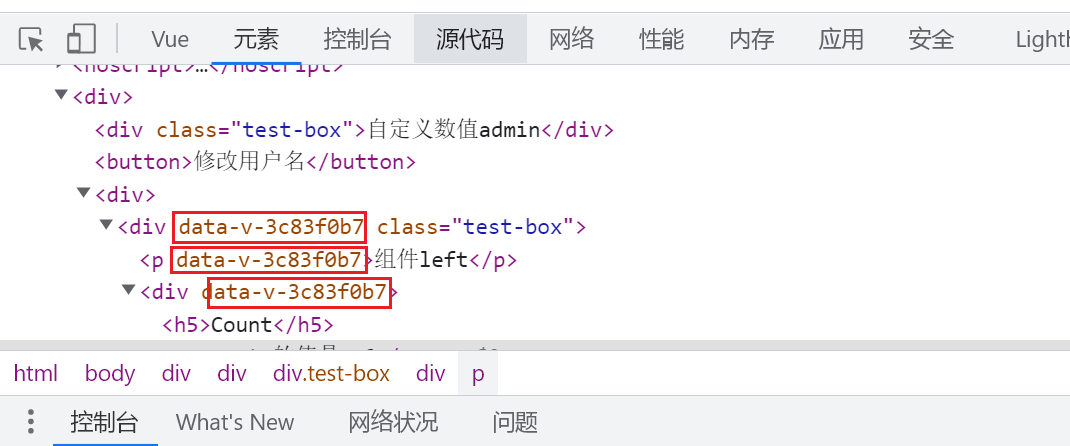 Vue 元素 控制台 源代码 网络 性能 内存 应用 安全 Lighth
<noscript>…</noscript>
<div>
<div class="test-box">自定义数值admin</div>
<button>修改用户名</button>
<div>
<div data-v-3c83f0b7 class="test-box">
<p data-v-3c83f0b7>组件left</p>
<div data-v-3c83f0b7>
<h5>Count</h5>
html body div div div.test-box div p
控制台 What's New 网络状况 问题